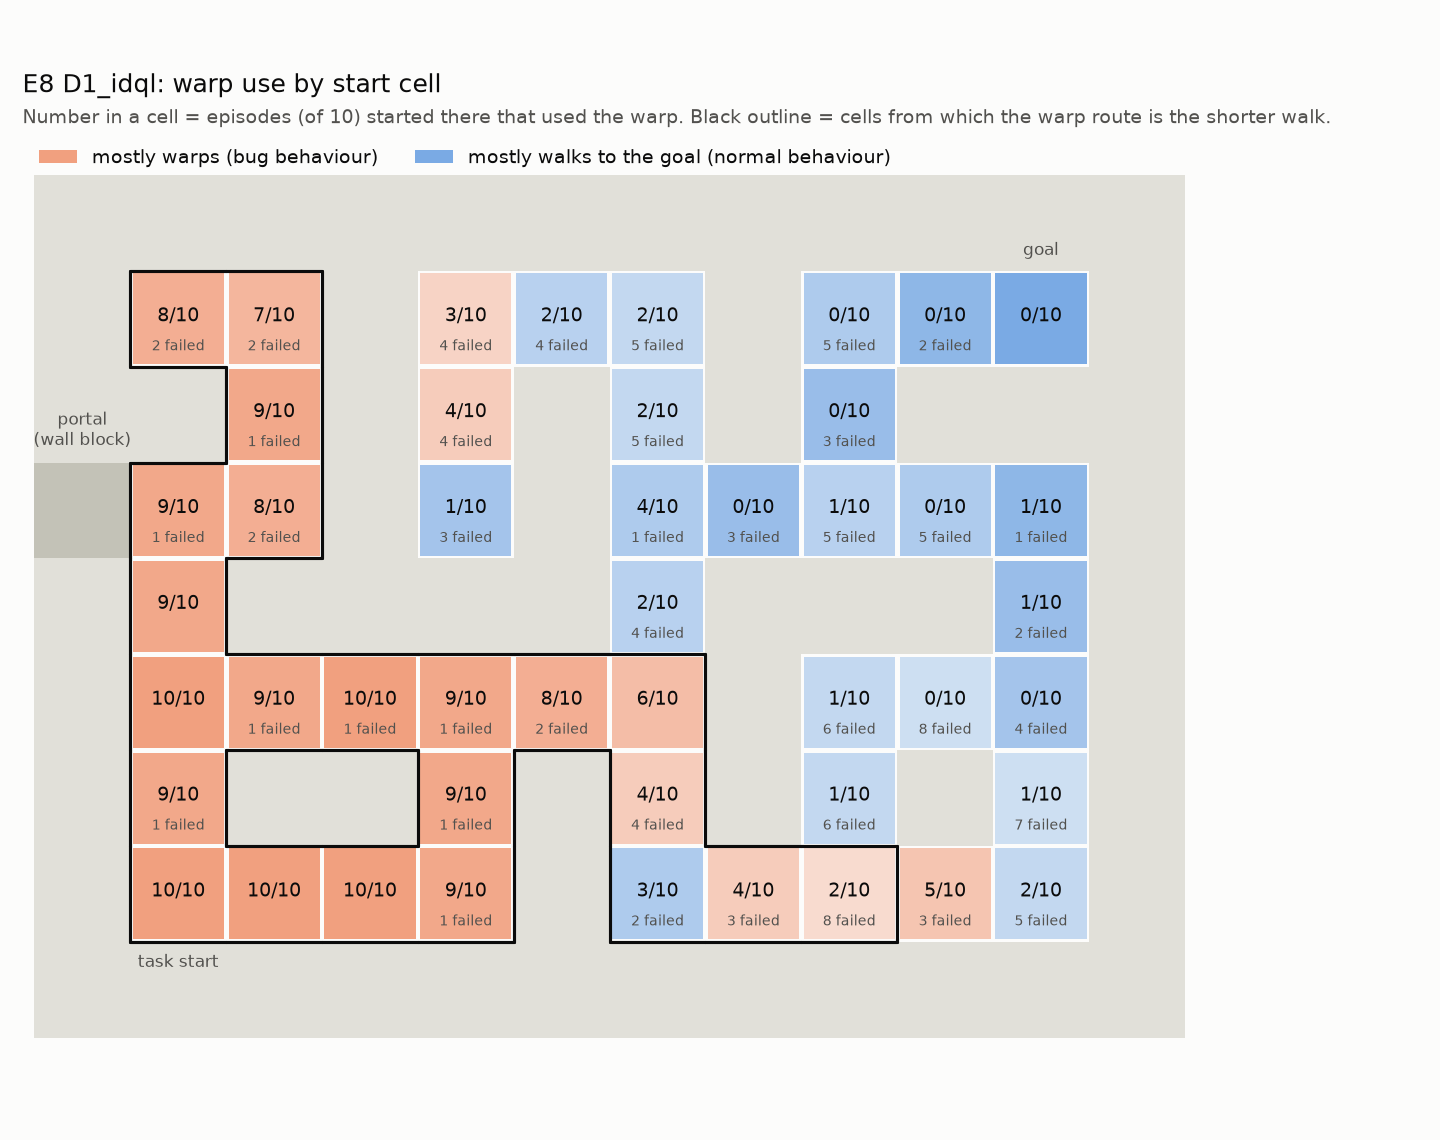 E8 D1_idql: warp use by start cell
Number in a cell = episodes (of 10) started there that used the warp. Black outline = cells from which the warp route is the shorter walk.
mostly warps (bug behaviour) mostly walks to the goal (normal behaviour)
goal
8/10 7/10 3/10 2/10 2/10 0/10 0/10 0/10
2 failed 2 failed 4 failed 4 failed 5 failed 5 failed 2 failed
portal
(wall block)
9/10 4/10 2/10 0/10
1 failed 4 failed 5 failed 3 failed
9/10 8/10 1/10 4/10 0/10 1/10 0/10 1/10
1 failed 2 failed 3 failed 1 failed 3 failed 5 failed 5 failed 1 failed
9/10 2/10 1/10
4 failed 2 failed
10/10 9/10 10/10 9/10 8/10 6/10 1/10 0/10 0/10
1 failed 1 failed 1 failed 2 failed 6 failed 8 failed 4 failed
9/10 9/10 4/10 1/10 1/10
1 failed 1 failed 4 failed 6 failed 7 failed
10/10 10/10 10/10 9/10 3/10 4/10 2/10 5/10 2/10
1 failed 2 failed 3 failed 8 failed 3 failed 5 failed
task start